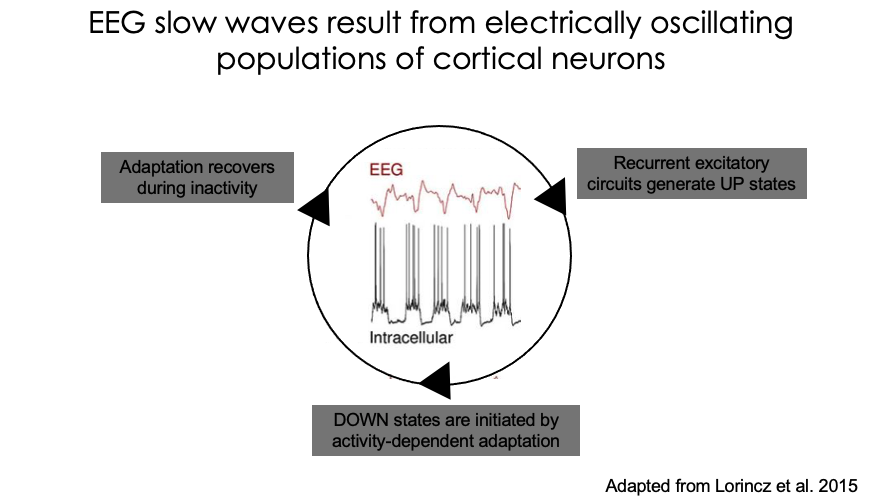 EEG slow waves result from electrically oscillating
populations of cortical neurons
Adaptation recovers
during inactivity
Recurrent excitatory
circuits generate UP states
EEG
Intracellular
DOWN states are initiated by
activity-dependent adaptation
Adapted from Lorincz et al. 2015